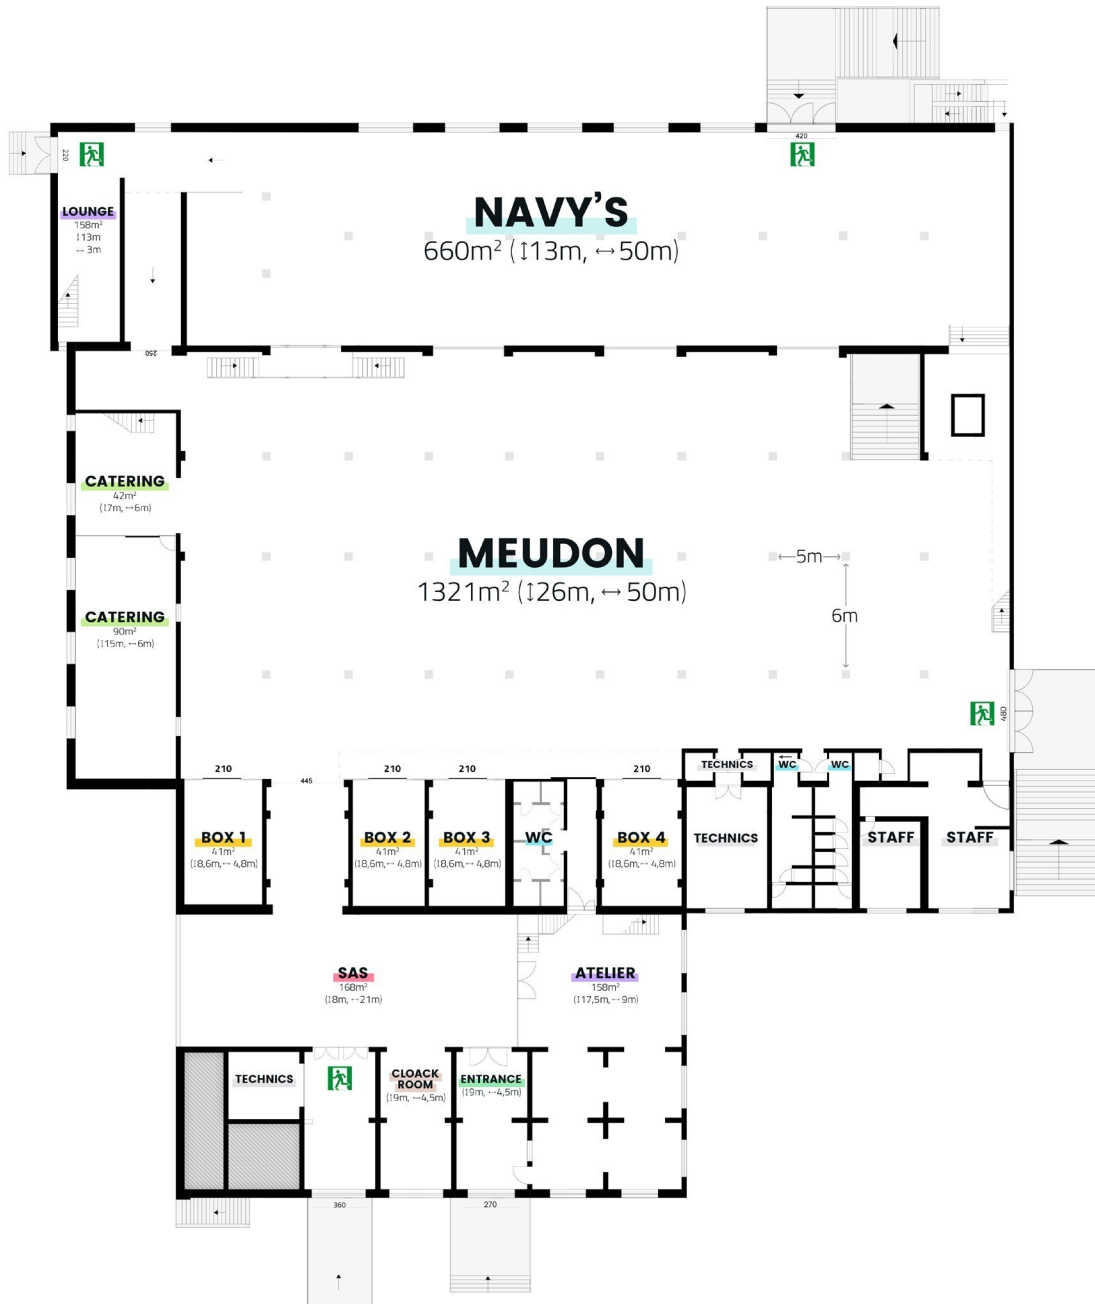 420
220
LOUNGE
158m²
↕13m
↔ 3m
NAVY'S
660m² (↕13m, ↔50m)
250
CATERING
42m²
(↕7m, ↔6m)
MEUDON
1321m² (↕26m, ↔50m)
5m
6m
CATERING
90m²
(↕15m, ↔6m)
480
210
445
210
210
210
TECHNICS
WC
WC
BOX 1
41m²
(↕8,6m, ↔ 4,8m)
BOX 2
41m²
(↕8,6m, ↔ 4,8m)
BOX 3
41m²
(↕8,6m, ↔ 4,8m)
WC
BOX 4
41m²
(↕8,6m, ↔ 4,8m)
TECHNICS
STAFF
STAFF
SAS
168m²
(↕8m, ↔21m)
ATELIER
158m²
(↕17,5m, ↔9m)
TECHNICS
CLOACK
ROOM
(↕9m, ↔4,5m)
ENTRANCE
(↕9m, ↔4,5m)
360
270